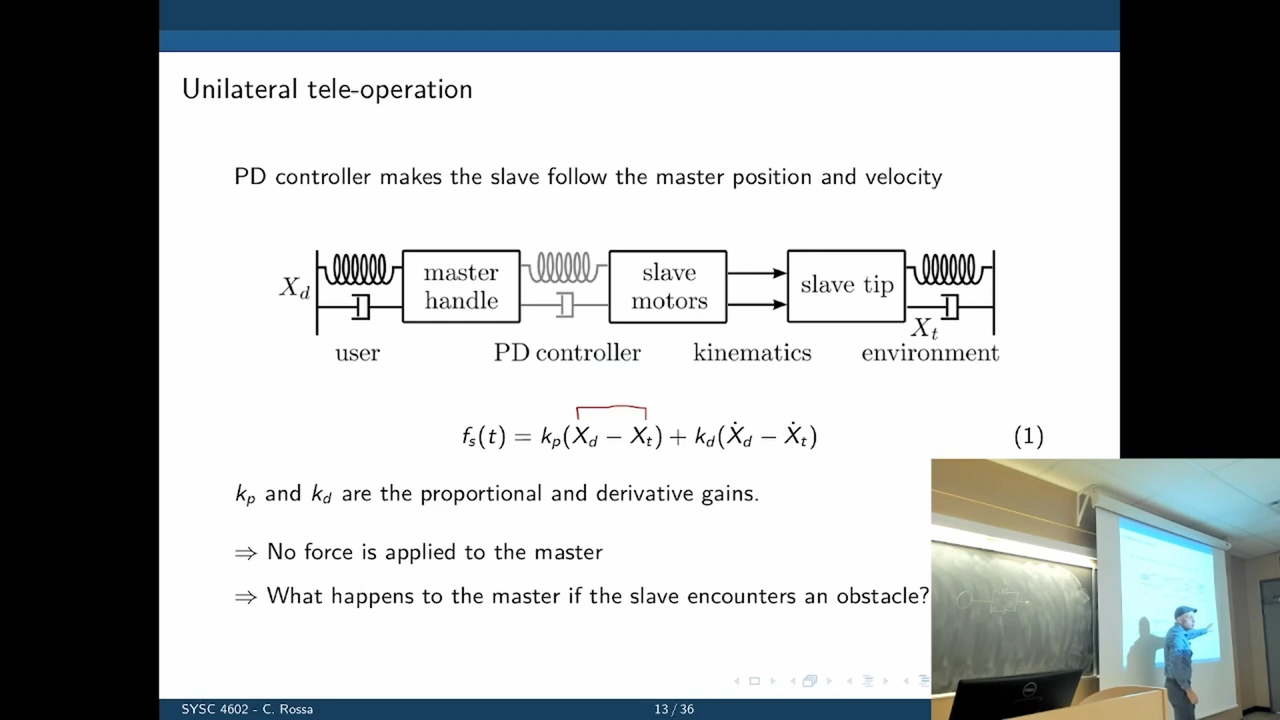 Unilateral tele-operation
PD controller makes the slave follow the master position and velocity
X_d
master
handle
slave
motors
slave tip
X_t
user
PD controller
kinematics
environment
f_s(t) = k_p(X_d − X_t) + k_d(Ẋ_d − Ẋ_t)
(1)
k_p and k_d are the proportional and derivative gains.
⇒ No force is applied to the master
⇒ What happens to the master if the slave encounters an obstacle?
SYSC 4602 - C. Rossa
13 / 36